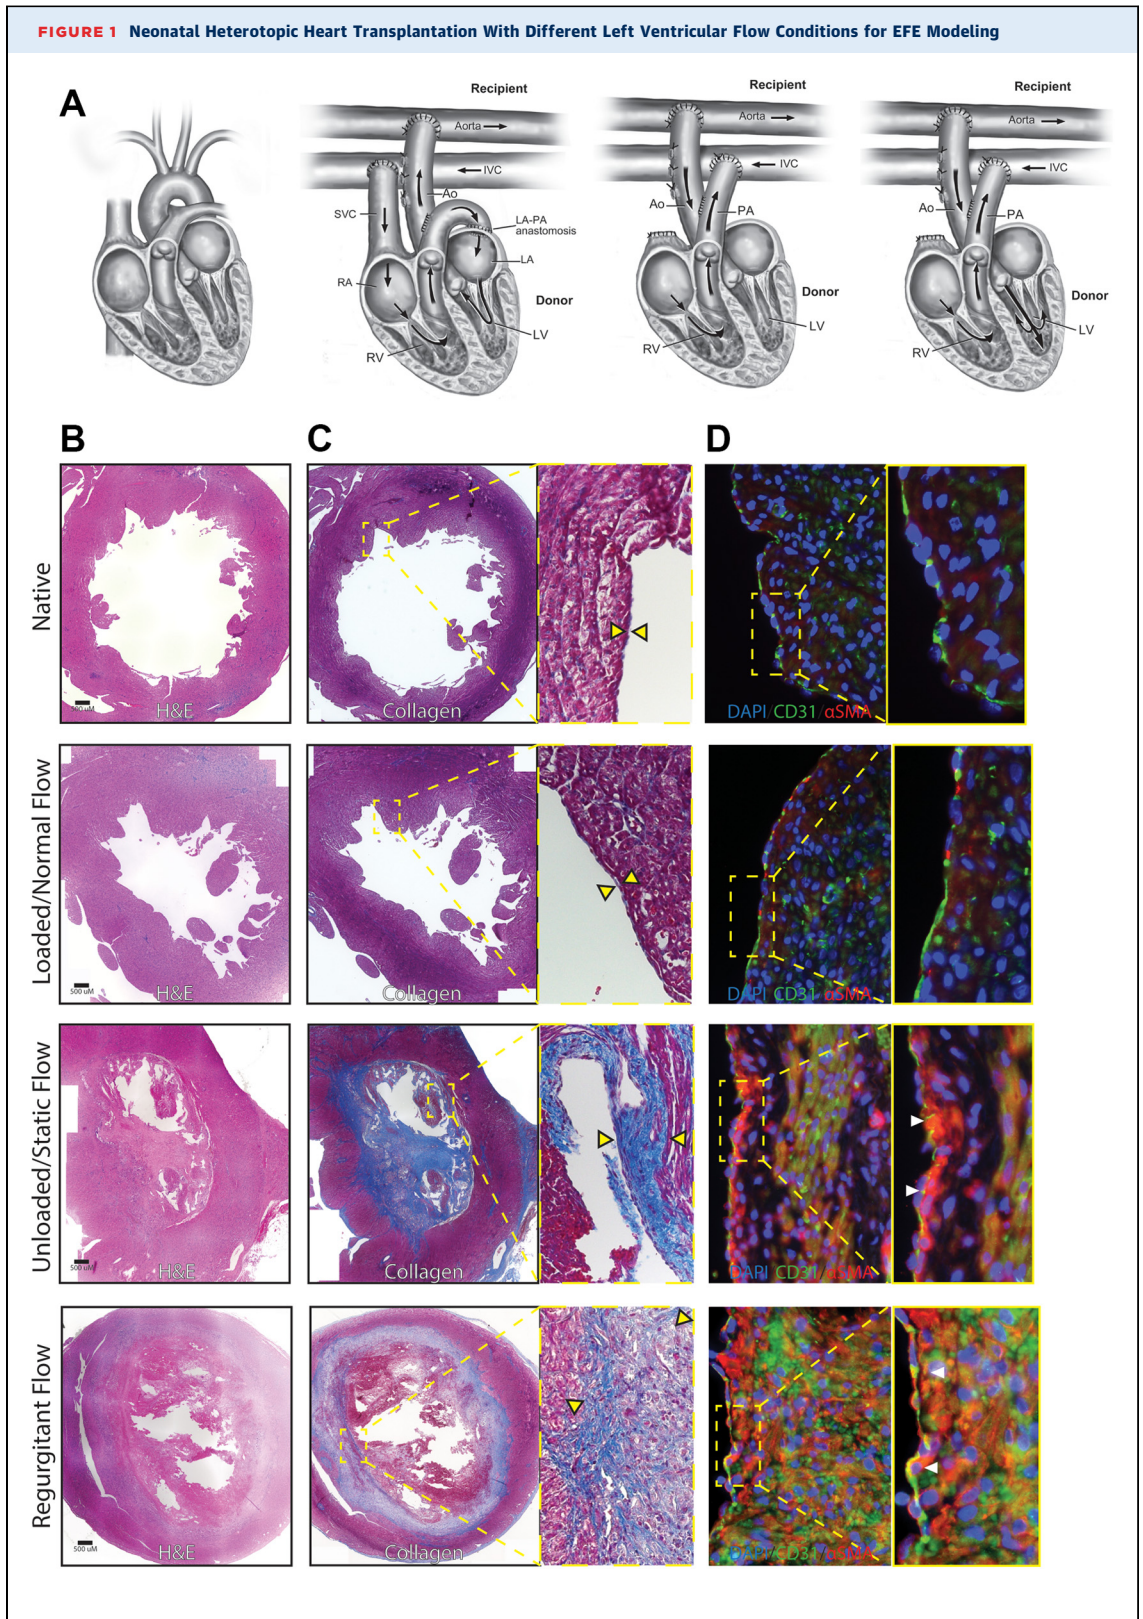 FIGURE 1 Neonatal Heterotopic Heart Transplantation With Different Left Ventricular Flow Conditions for EFE Modeling
A
Recipient
Aorta
IVC
Ao
SVC
LA-PA
anastomosis
LA
RA
Donor
LV
RV
Recipient
Aorta
IVC
Ao
PA
Donor
LV
RV
Recipient
Aorta
IVC
Ao
PA
Donor
LV
RV
B
C
D
Native
500 uM
H&E
Collagen
DAPI/CD31/αSMA
Loaded/Normal Flow
500 uM
H&E
Collagen
DAPI/CD31/αSMA
Unloaded/Static Flow
500 uM
H&E
Collagen
DAPI/CD31/αSMA
Regurgitant Flow
500 uM
H&E
Collagen
DAPI/CD31/αSMA